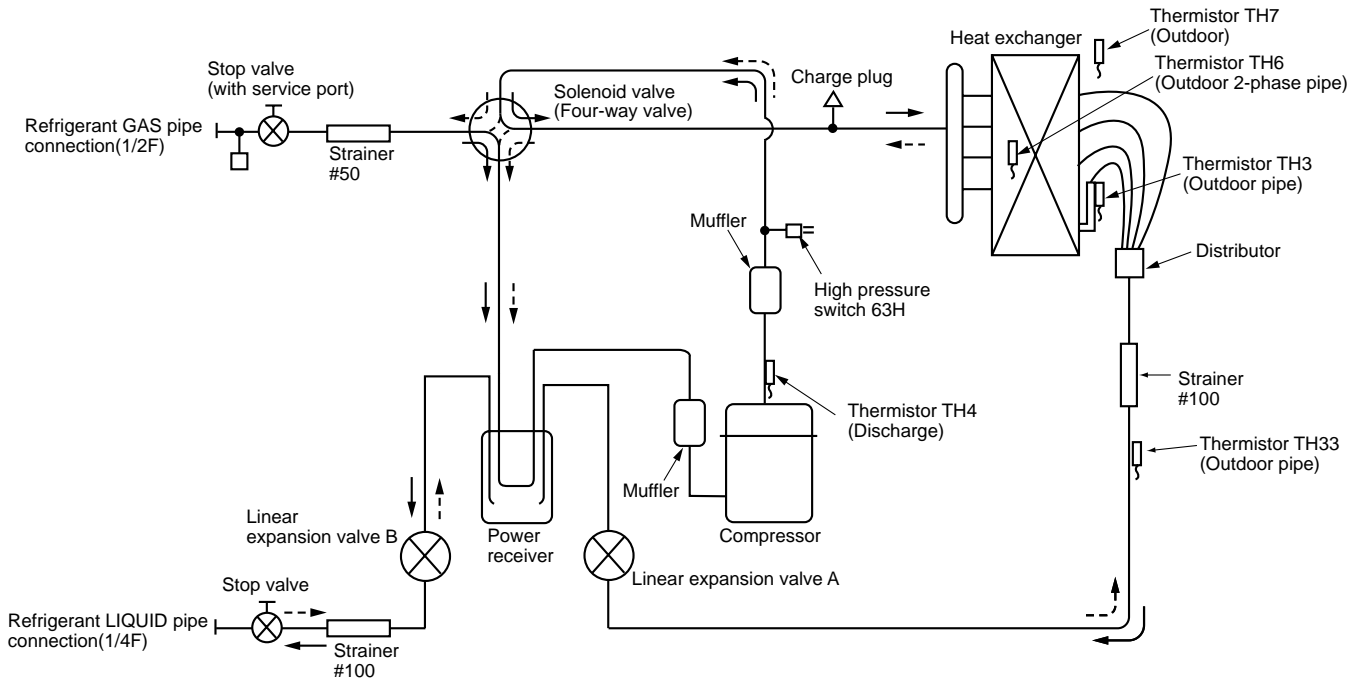 Thermistor TH7
(Outdoor)
Heat exchanger
Thermistor TH6
(Outdoor 2-phase pipe)
Stop valve
(with service port)
Charge plug
Solenoid valve
(Four-way valve)
Refrigerant GAS pipe
connection(1/2F)
Strainer
#50
Thermistor TH3
(Outdoor pipe)
Muffler
Distributor
High pressure
switch 63H
Strainer
#100
Thermistor TH4
(Discharge)
Thermistor TH33
(Outdoor pipe)
Muffler
Linear
expansion valve B
Power
receiver
Compressor
Linear expansion valve A
Stop valve
Refrigerant LIQUID pipe
connection(1/4F)
Strainer
#100